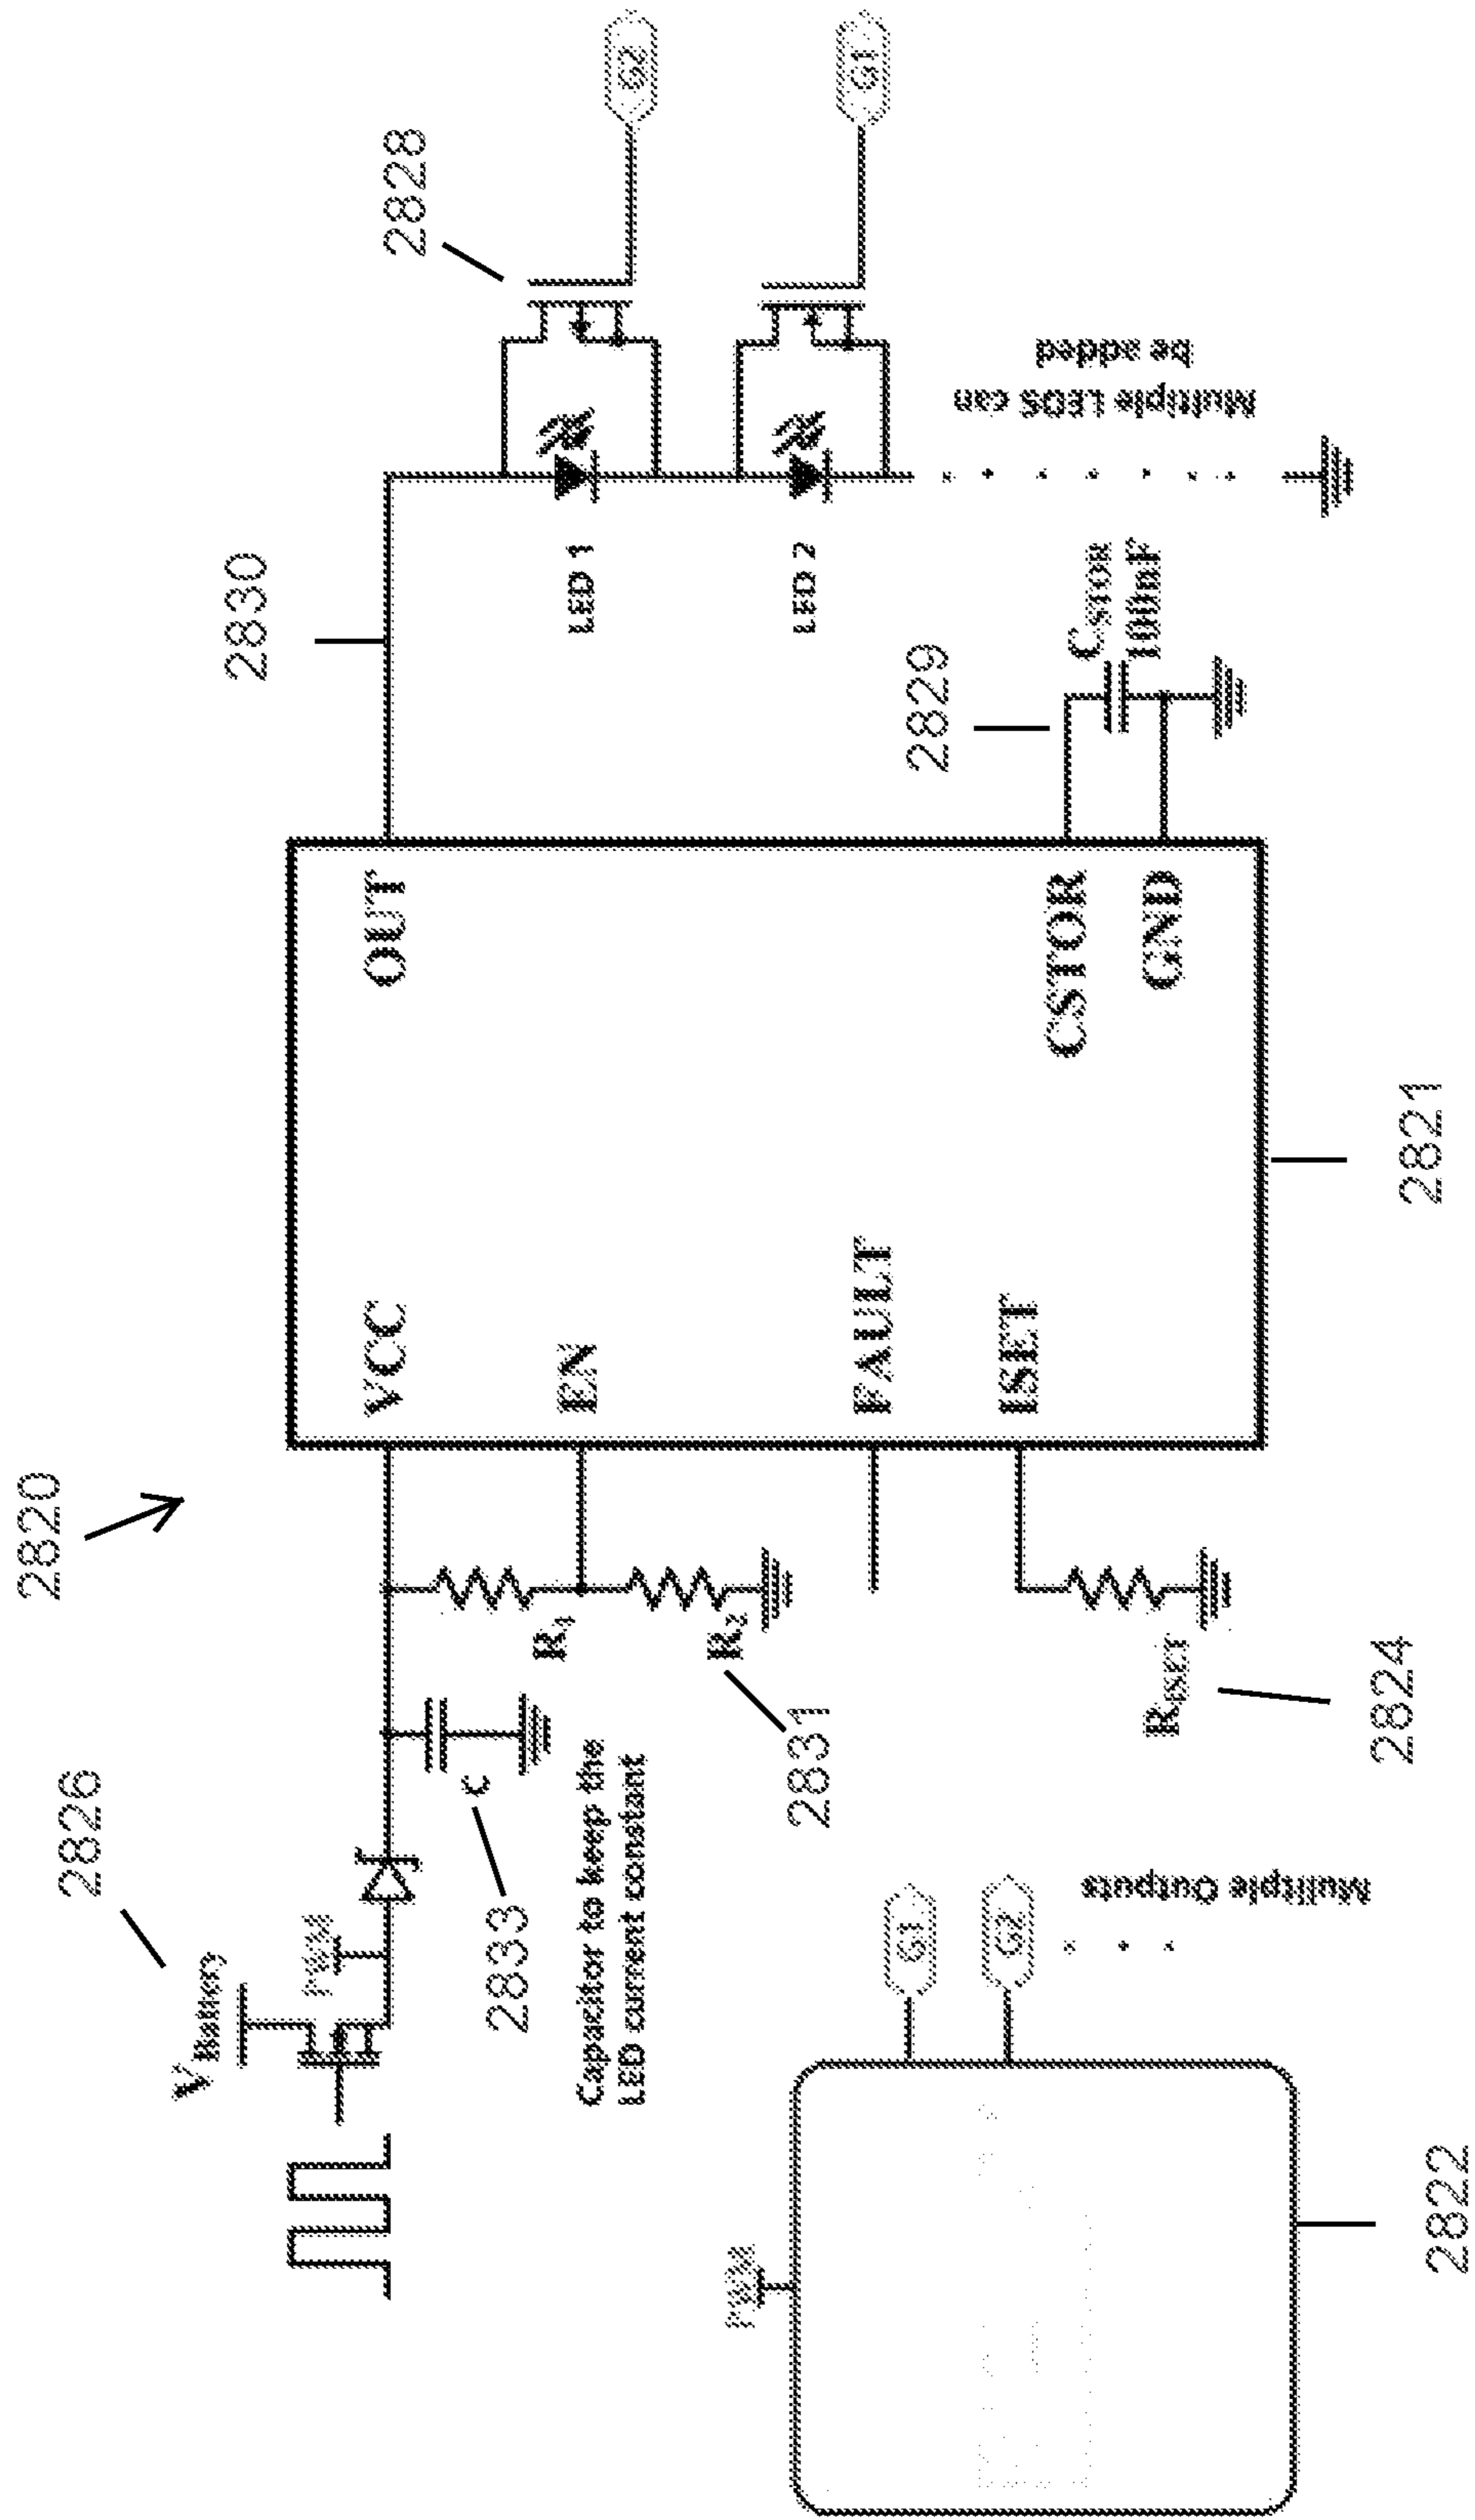 2820
2826
V Battery
PWM
2833
C
Capacitor to keep the
LED current constant
R1
R2
2831
VCC
EN
FAULT
ISET
OUT
CSTOR
GND
2821
RISET
2824
2830
LED 1
LED 2
2828
G2
G1
Multiple LEDS can
be added
2829
CSTOR
100nF
PWM
G1
G2
Mulitple Outputs
2822